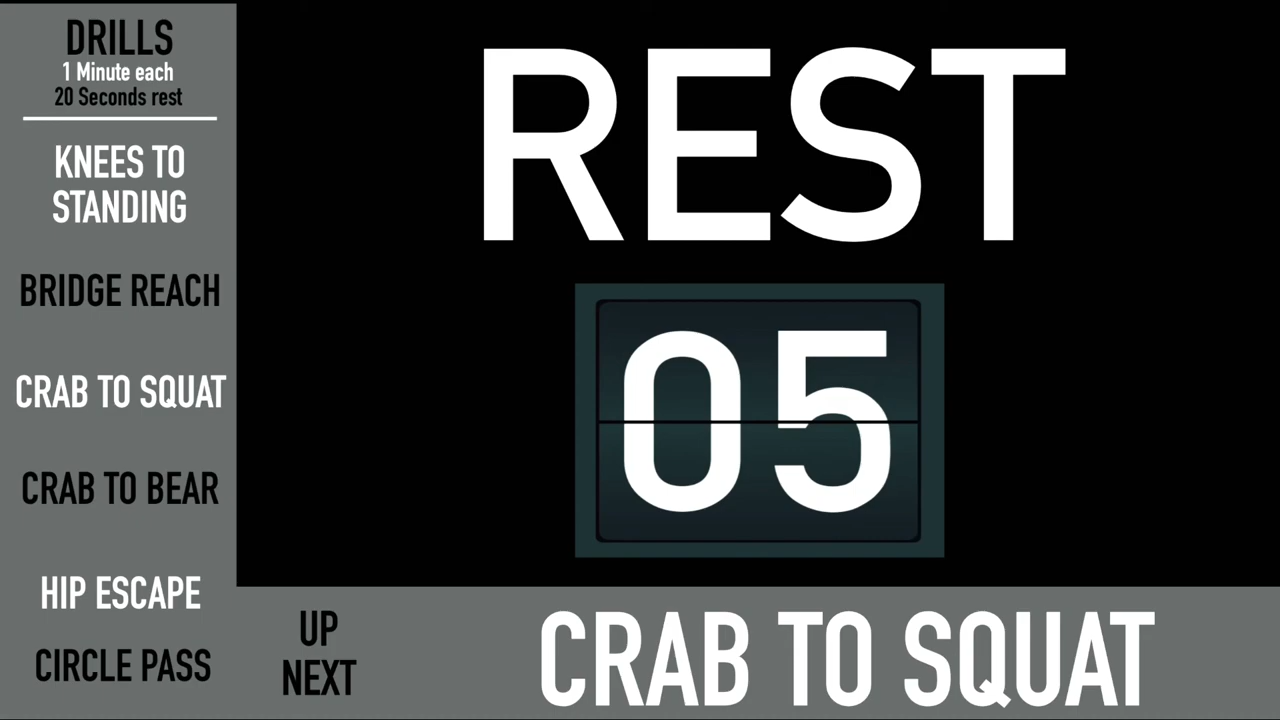 DRILLS
1 Minute each
20 Seconds rest
KNEES TO
STANDING
BRIDGE REACH
CRAB TO SQUAT
CRAB TO BEAR
HIP ESCAPE
CIRCLE PASS
REST
05
UP
NEXT
CRAB TO SQUAT